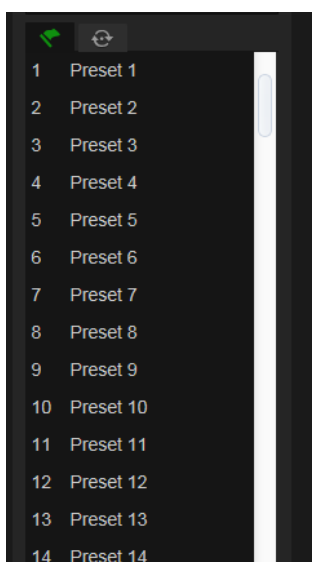 1 Preset 1
2 Preset 2
3 Preset 3
4 Preset 4
5 Preset 5
6 Preset 6
7 Preset 7
8 Preset 8
9 Preset 9
10 Preset 10
11 Preset 11
12 Preset 12
13 Preset 13
14 Preset 14